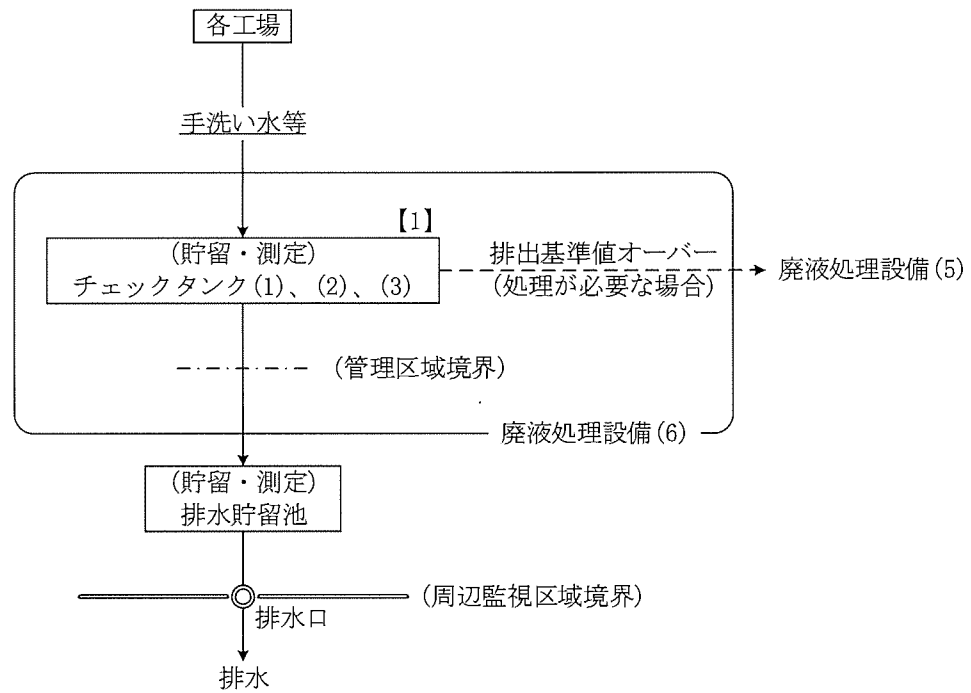 各工場
手洗い水等
【1】
(貯留・測定)
チェックタンク(1)、(2)、(3)
排出基準値オーバー
(処理が必要な場合)
廃液処理設備(5)
(管理区域境界)
廃液処理設備(6)
(貯留・測定)
排水貯留池
(周辺監視区域境界)
排水口
排水